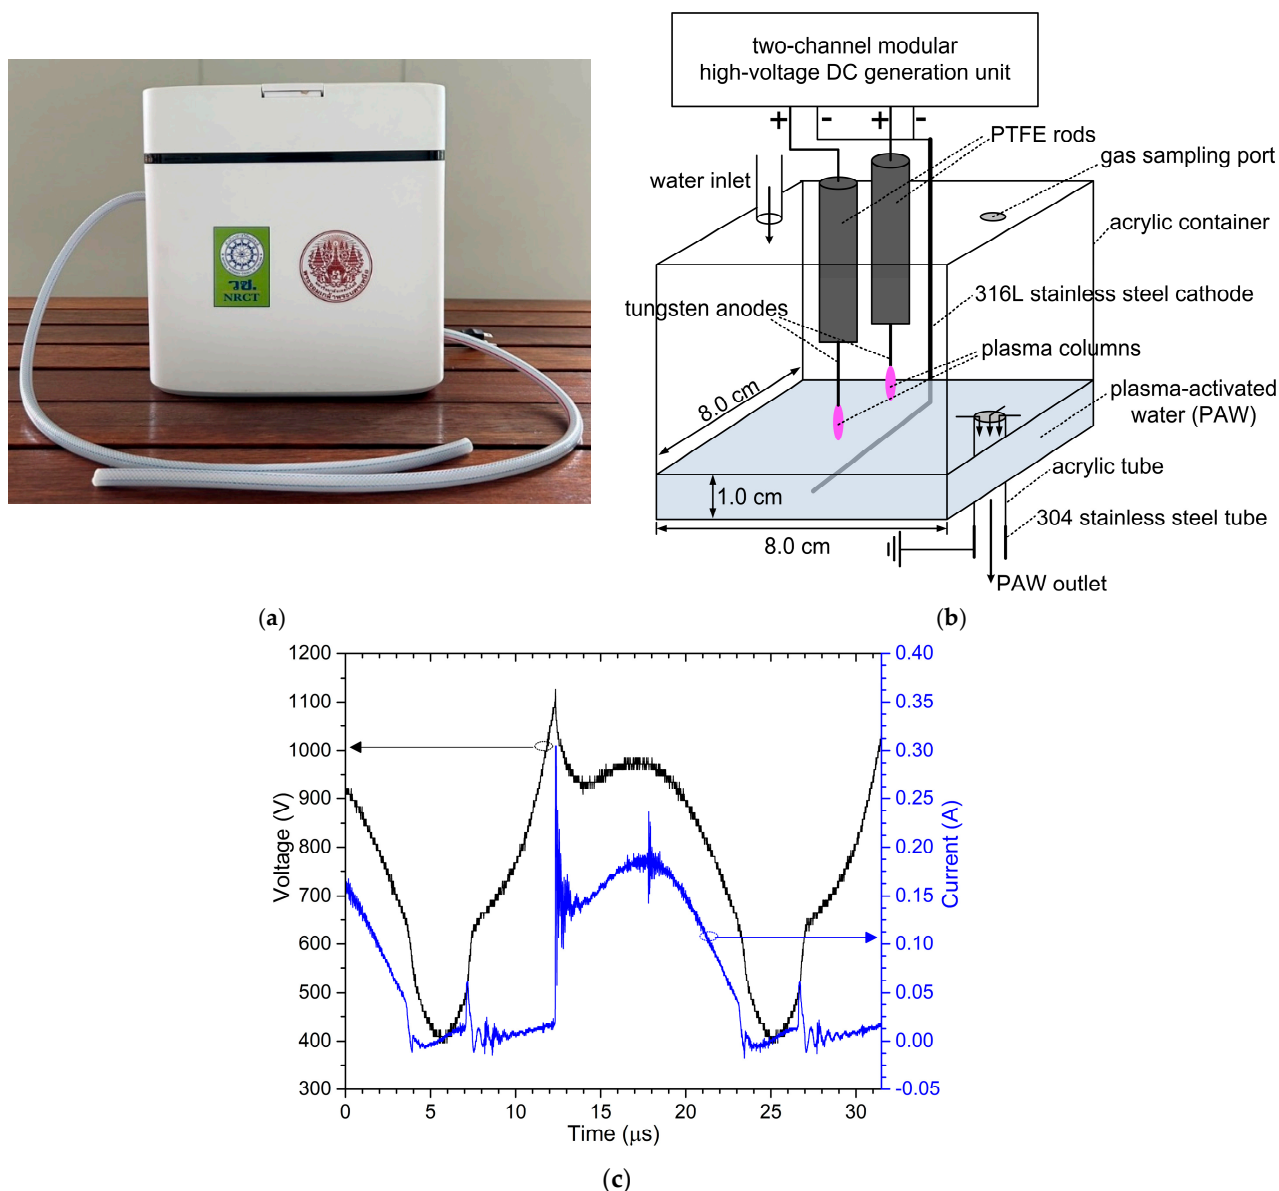 วช.
NRCT
(a)
two-channel modular
high-voltage DC generation unit
+ - + -
PTFE rods
gas sampling port
water inlet
acrylic container
tungsten anodes
316L stainless steel cathode
plasma columns
8.0 cm
plasma-activated
water (PAW)
1.0 cm
acrylic tube
304 stainless steel tube
8.0 cm
PAW outlet
(b)
1200
1100
1000
900
800
700
600
500
400
300
Voltage (V)
0.40
0.35
0.30
0.25
0.20
0.15
0.10
0.05
0.00
-0.05
Current (A)
0 5 10 15 20 25 30
Time (μs)
(c)